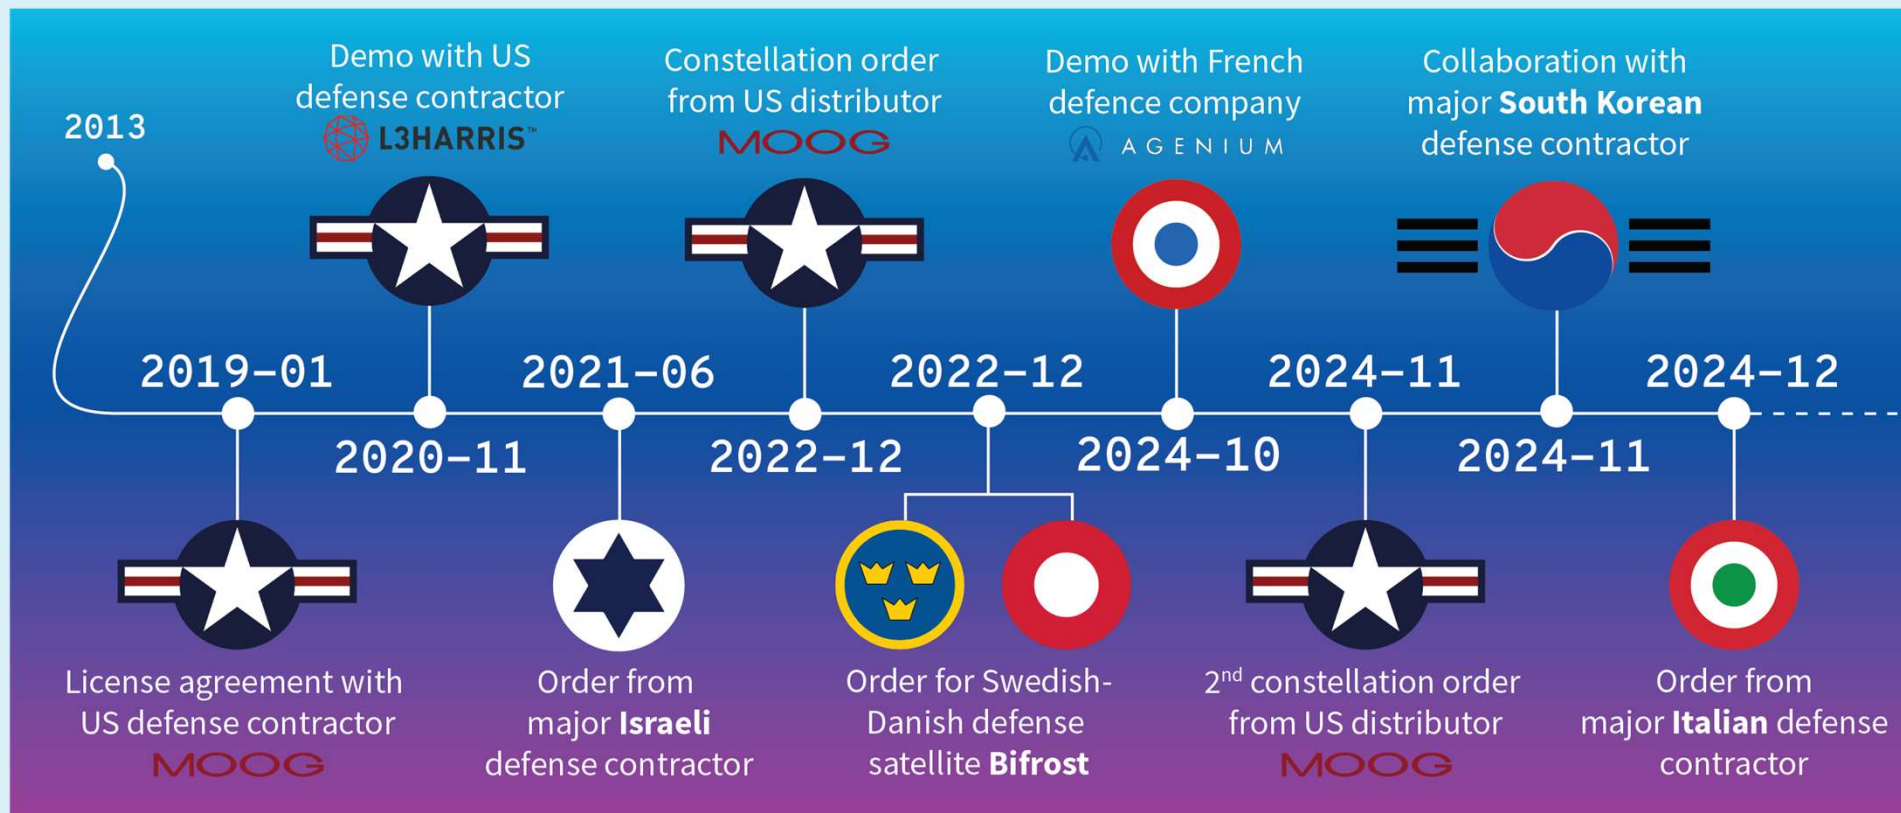 2013
2019-01
License agreement with
US defense contractor
MOOG
Demo with US
defense contractor
L3HARRIS™
2020-11
2021-06
Order from
major Israeli
defense contractor
Constellation order
from US distributor
MOOG
2022-12
2022-12
Order for Swedish-
Danish defense
satellite Bifrost
Demo with French
defence company
AGENIUM
2024-10
2024-11
2nd constellation order
from US distributor
MOOG
Collaboration with
major South Korean
defense contractor
2024-11
2024-12
Order from
major Italian defense
contractor